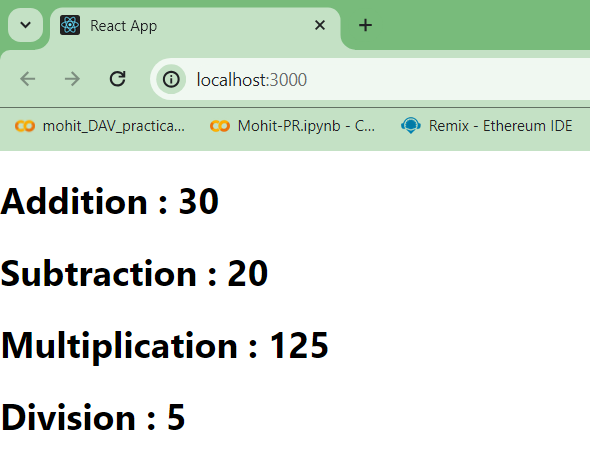 React App
localhost:3000
mohit_DAV_practica... Mohit-PR.ipynb - C... Remix - Ethereum IDE
Addition : 30
Subtraction : 20
Multiplication : 125
Division : 5